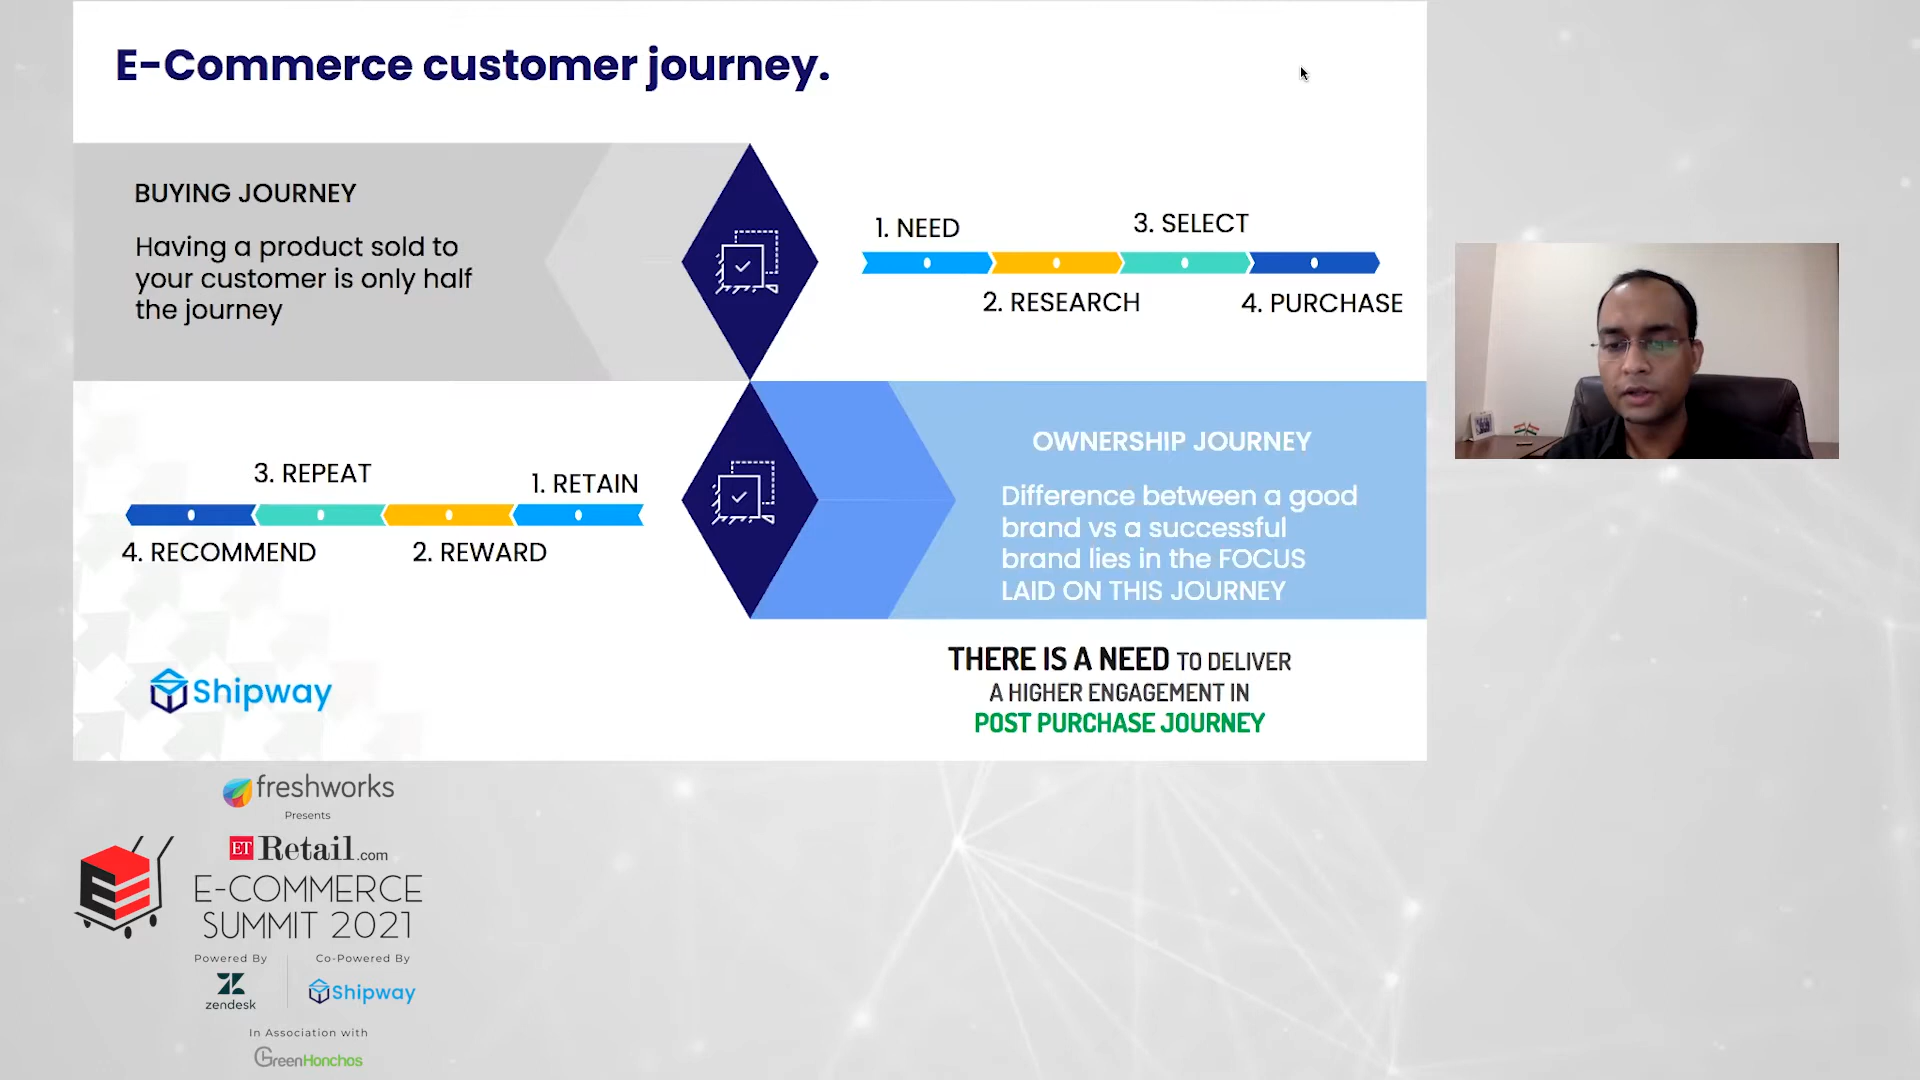 E-Commerce customer journey.
BUYING JOURNEY
Having a product sold to
your customer is only half
the journey
1. NEED
3. SELECT
2. RESEARCH
4. PURCHASE
3. REPEAT
1. RETAIN
4. RECOMMEND
2. REWARD
OWNERSHIP JOURNEY
Difference between a good
brand vs a successful
brand lies in the FOCUS
LAID ON THIS JOURNEY
THERE IS A NEED TO DELIVER
A HIGHER ENGAGEMENT IN
POST PURCHASE JOURNEY
Shipway
freshworks
Presents
ET Retail.com
E-COMMERCE
SUMMIT 2021
Powered By
zendesk
Co-Powered By
Shipway
In Association with
GreenHonchos